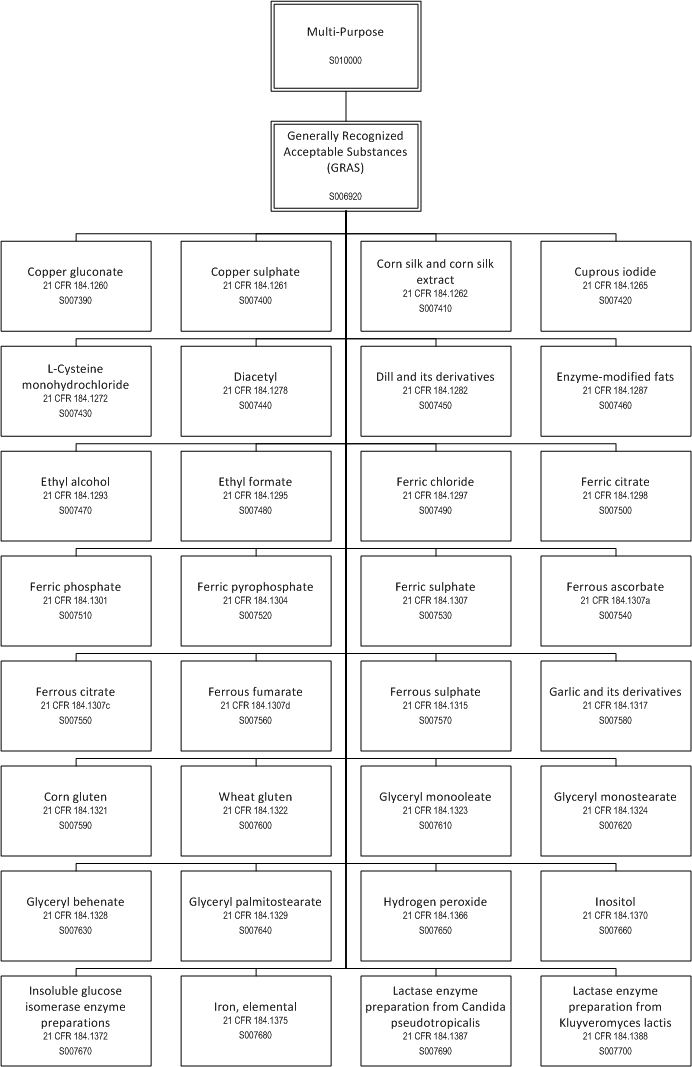 Multi-Purpose
S010000
Generally Recognized
Acceptable Substances
(GRAS)
S006920
Copper gluconate
21 CFR 184.1260
S007390
Copper sulphate
21 CFR 184.1261
S007400
Corn silk and corn silk
extract
21 CFR 184.1262
S007410
Cuprous iodide
21 CFR 184.1265
S007420
L-Cysteine
monohydrochloride
21 CFR 184.1272
S007430
Diacetyl
21 CFR 184.1278
S007440
Dill and its derivatives
21 CFR 184.1282
S007450
Enzyme-modified fats
21 CFR 184.1287
S007460
Ethyl alcohol
21 CFR 184.1293
S007470
Ethyl formate
21 CFR 184.1295
S007480
Ferric chloride
21 CFR 184.1297
S007490
Ferric citrate
21 CFR 184.1298
S007500
Ferric phosphate
21 CFR 184.1301
S007510
Ferric pyrophosphate
21 CFR 184.1304
S007520
Ferric sulphate
21 CFR 184.1307
S007530
Ferrous ascorbate
21 CFR 184.1307a
S007540
Ferrous citrate
21 CFR 184.1307c
S007550
Ferrous fumarate
21 CFR 184.1307d
S007560
Ferrous sulphate
21 CFR 184.1315
S007570
Garlic and its derivatives
21 CFR 184.1317
S007580
Corn gluten
21 CFR 184.1321
S007590
Wheat gluten
21 CFR 184.1322
S007600
Glyceryl monooleate
21 CFR 184.1323
S007610
Glyceryl monostearate
21 CFR 184.1324
S007620
Glyceryl behenate
21 CFR 184.1328
S007630
Glyceryl palmitostearate
21 CFR 184.1329
S007640
Hydrogen peroxide
21 CFR 184.1366
S007650
Inositol
21 CFR 184.1370
S007660
Insoluble glucose
isomerase enzyme
preparations
21 CFR 184.1372
S007670
Iron, elemental
21 CFR 184.1375
S007680
Lactase enzyme
preparation from Candida
pseudotropicalis
21 CFR 184.1387
S007690
Lactase enzyme
preparation from
Kluyveromyces lactis
21 CFR 184.1388
S007700